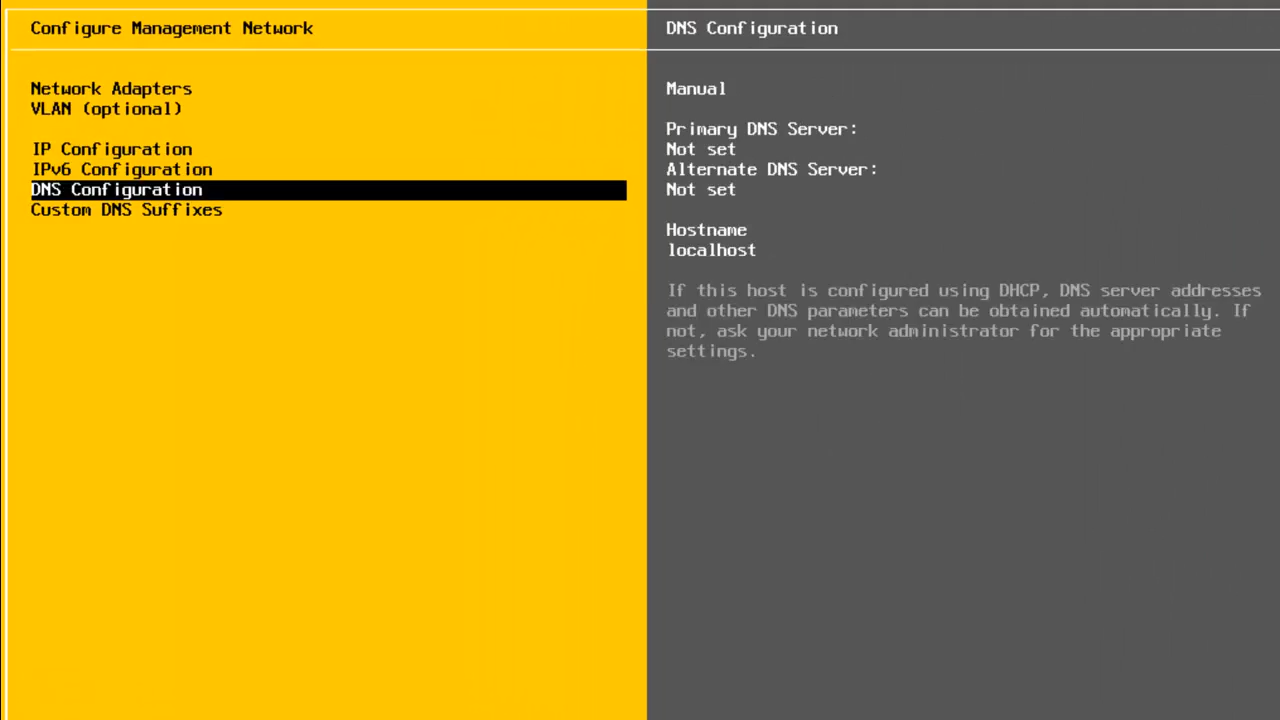 Configure Management Network
Network Adapters
VLAN (optional)
IP Configuration
IPv6 Configuration
DNS Configuration
Custom DNS Suffixes
DNS Configuration
Manual
Primary DNS Server:
Not set
Alternate DNS Server:
Not set
Hostname
localhost
If this host is configured using DHCP, DNS server addresses
and other DNS parameters can be obtained automatically. If
not, ask your network administrator for the appropriate
settings.